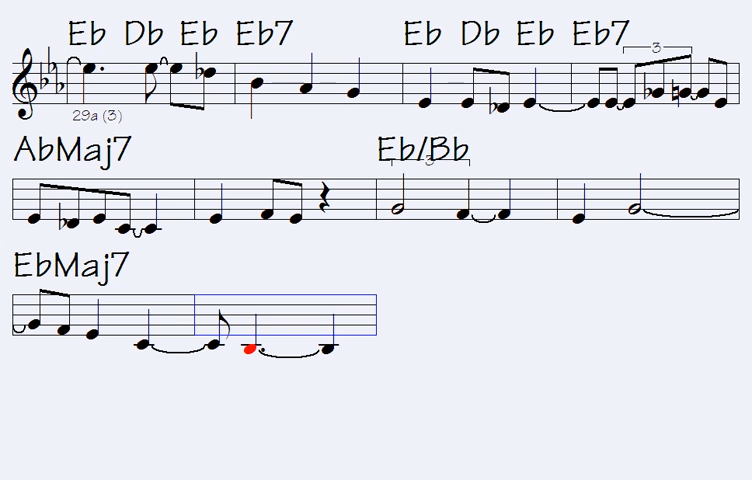 Eb Db Eb Eb7 Eb Db Eb Eb7
3
29a (3)
AbMaj7 Eb/Bb
3
EbMaj7